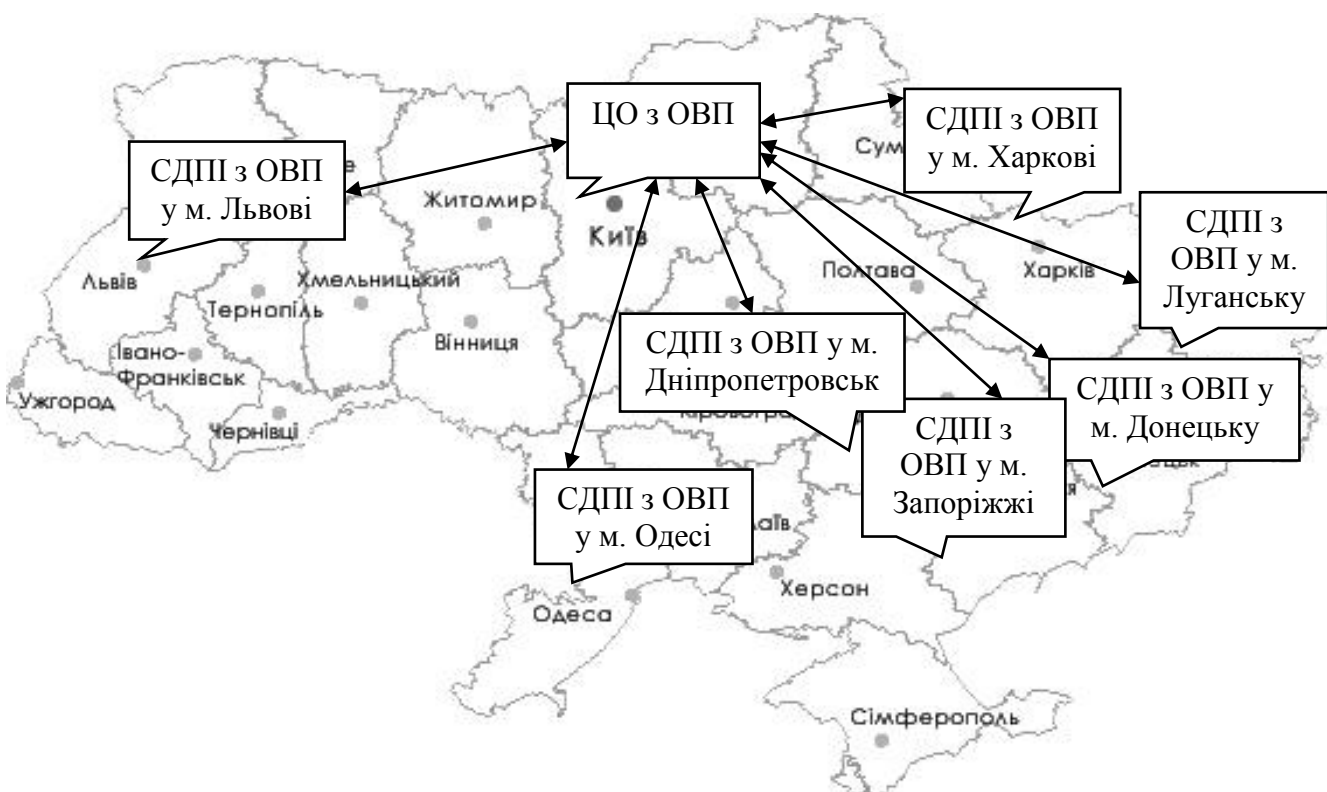 ЦО з ОВП
СДПІ з ОВП
у м. Харкові
СДПІ з ОВП
у м. Львові
Житомир
Київ
СДПІ з
ОВП у м.
Луганську
Львів
Тернопіль
Хмельницький
Вінниця
Полтава
Харків
СДПІ з ОВП у м.
Дніпропетровськ
Івано-
Франківськ
Ужгород
Чернівці
СДПІ з ОВП у
м. Донецьку
СДПІ з
ОВП у м.
Запоріжжі
СДПІ з ОВП
у м. Одесі
Херсон
Одеса
Сімферополь